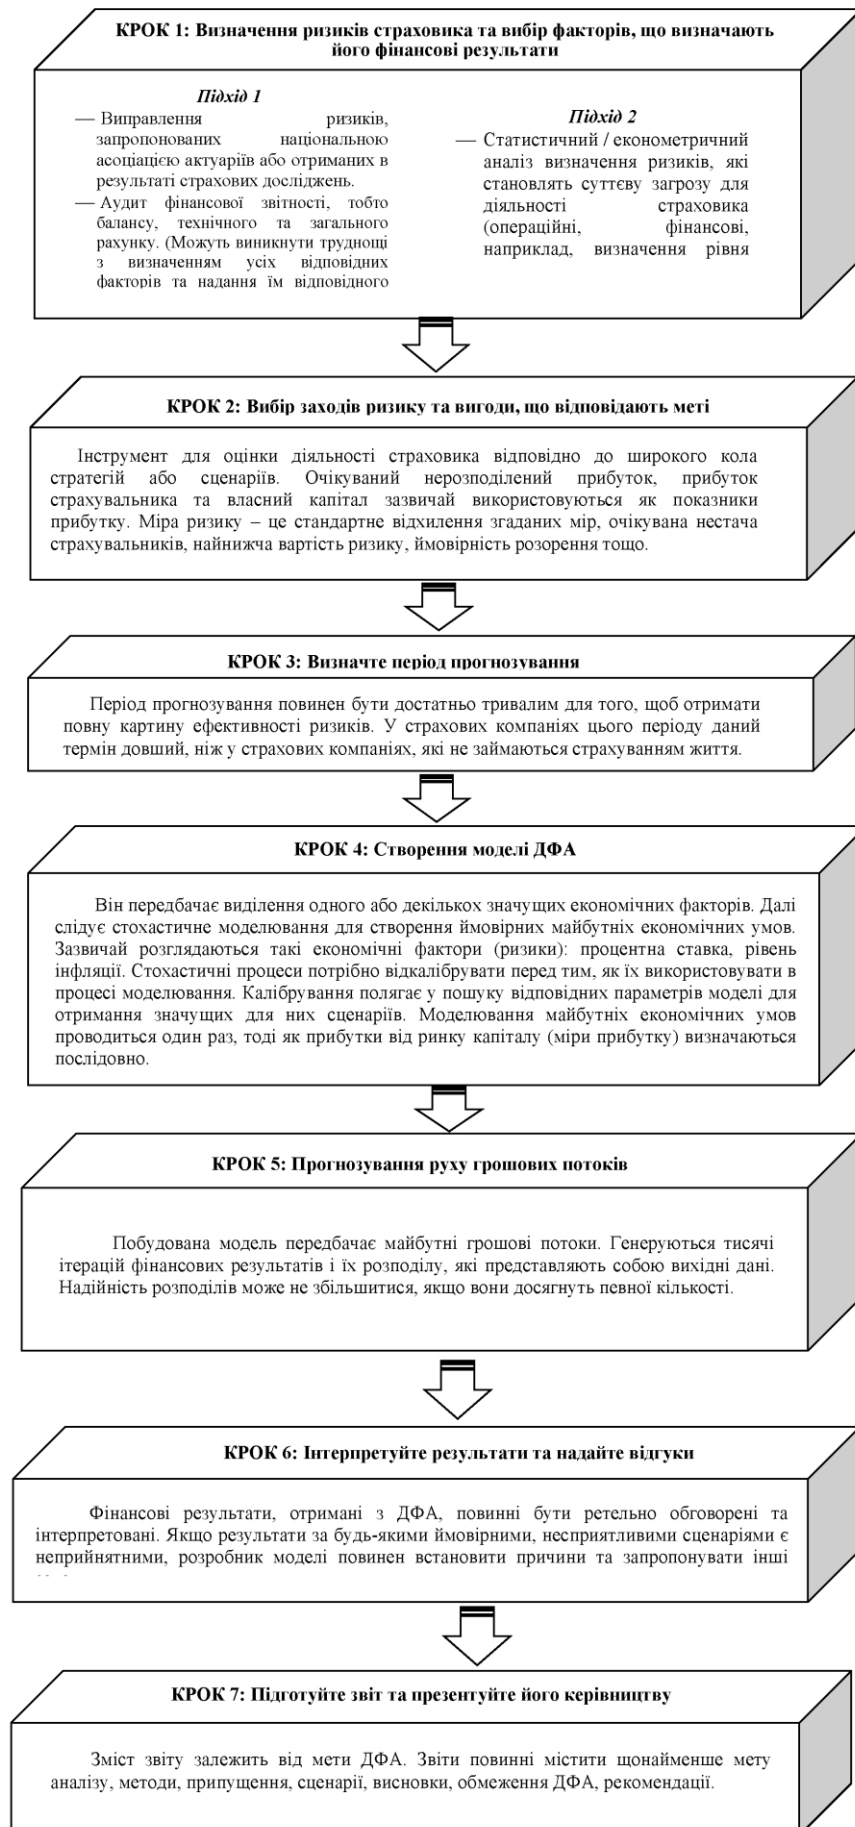 КРОК 1: Визначення ризиків страховика та вибір факторів, що визначають
його фінансові результати
Підхід 1
— Виправлення ризиків,
запропонованих національною
асоціацією актуаріїв або отриманих в
результаті страхових досліджень.
— Аудит фінансової звітності, тобто
балансу, технічного та загального
рахунку. (Можуть виникнути труднощі
з визначенням усіх відповідних
факторів та надання їм відповідного
Підхід 2
— Статистичний / економетричний
аналіз визначення ризиків, які
становлять суттєву загрозу для
діяльності страховика
(операційні, фінансові,
наприклад, визначення рівня
КРОК 2: Вибір заходів ризику та вигоди, що відповідають меті
Інструмент для оцінки діяльності страховика відповідно до широкого кола
стратегій або сценаріїв. Очікуваний нерозподілений прибуток, прибуток
страхувальника та власний капітал зазвичай використовуються як показники
прибутку. Міра ризику – це стандартне відхилення згаданих мір, очікувана нестача
страхувальників, найнижча вартість ризику, ймовірність розорення тощо.
КРОК 3: Визначте період прогнозування
Період прогнозування повинен бути достатньо тривалим для того, щоб отримати
повну картину ефективності ризиків. У страхових компаніях цього періоду даний
термін довший, ніж у страхових компаніях, які не займаються страхуванням життя.
КРОК 4: Створення моделі ДФА
Він передбачає виділення одного або декількох значущих економічних факторів. Далі
слідує стохастичне моделювання для створення ймовірних майбутніх економічних умов.
Зазвичай розглядаються такі економічні фактори (ризики): процентна ставка, рівень
інфляції. Стохастичні процеси потрібно відкалібрувати перед тим, як їх використовувати в
процесі моделювання. Калібрування полягає у пошуку відповідних параметрів моделі для
отримання значущих для них сценаріїв. Моделювання майбутніх економічних умов
проводиться один раз, тоді як прибутки від ринку капіталу (міри прибутку) визначаються
послідовно.
КРОК 5: Прогнозування руху грошових потоків
Побудована модель передбачає майбутні грошові потоки. Генеруються тисячі
ітерацій фінансових результатів і їх розподілу, які представляють собою вихідні дані.
Надійність розподілів може не збільшитися, якщо вони досягнуть певної кількості.
КРОК 6: Інтерпретуйте результати та надайте відгуки
Фінансові результати, отримані з ДФА, повинні бути ретельно обговорені та
інтерпретовані. Якщо результати за будь-якими ймовірними, несприятливими сценаріями є
неприйнятними, розробник моделі повинен встановити причини та запропонувати інші
КРОК 7: Підготуйте звіт та презентуйте його керівництву
Зміст звіту залежить від мети ДФА. Звіти повинні містити щонайменше мету
аналізу, методи, припущення, сценарії, висновки, обмеження ДФА, рекомендації.